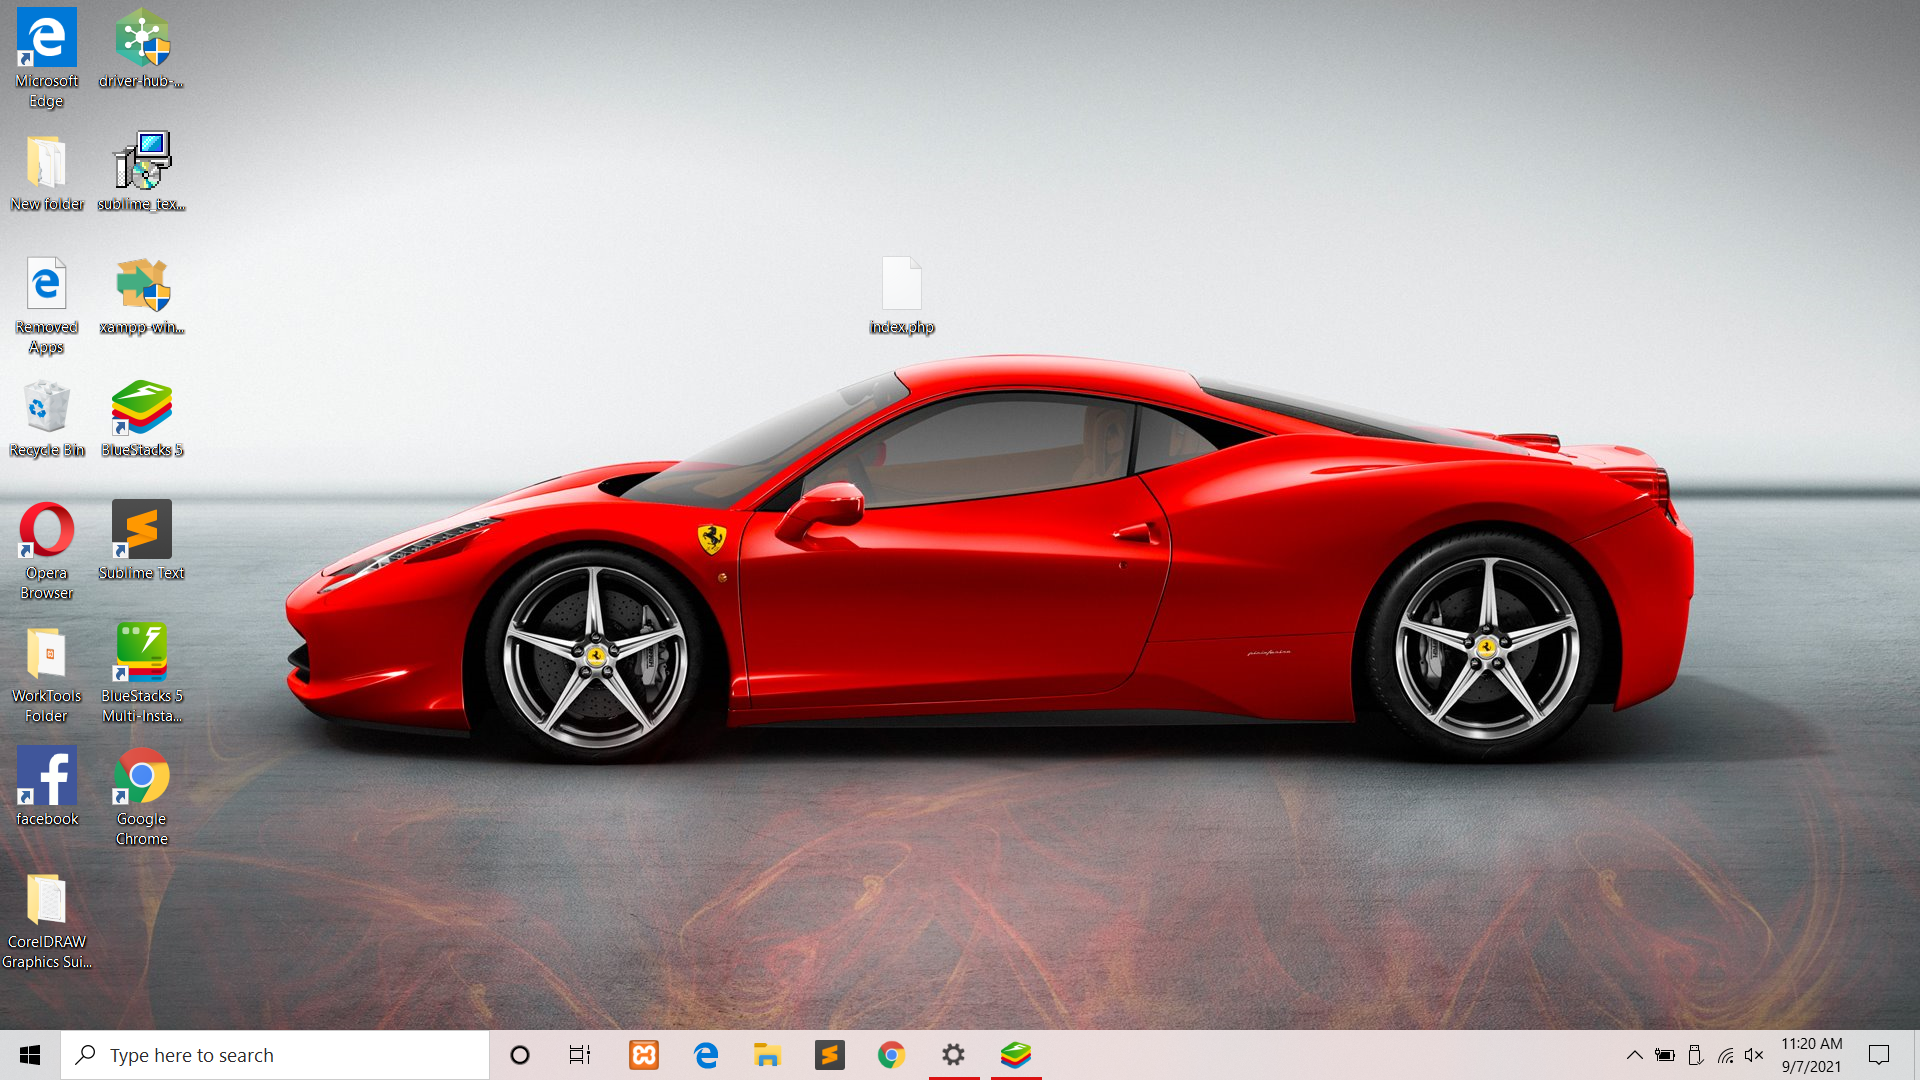 Microsoft
Edge
driver-hub-...
New folder
sublime_tex...
Removed
Apps
xampp-win...
index.php
Recycle Bin
BlueStacks 5
Opera
Browser
Sublime Text
WorkTools
Folder
BlueStacks 5
Multi-Insta...
facebook
Google
Chrome
CorelDRAW
Graphics Sui...
pininfarina
Type here to search
11:20 AM
9/7/2021